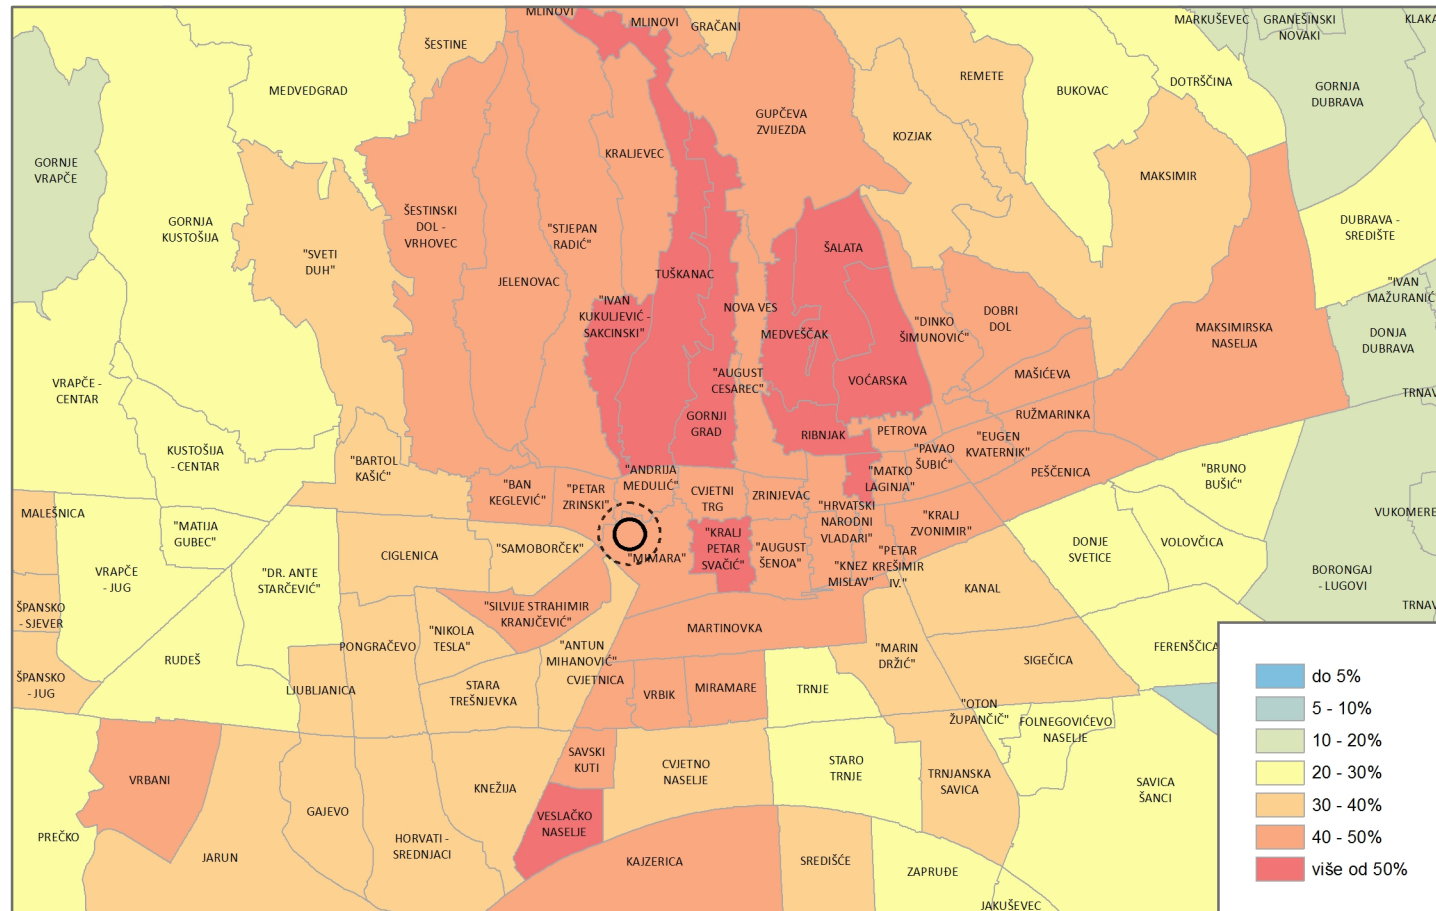 MLINOVI
MLINOVI
GRAČANI
MARKUŠEVEC
GRANEŠINSKI
NOVAKI
KLAKA
ŠESTINE
REMETE
DOTRŠČINA
MEDVEDGRAD
BUKOVAC
GORNJA
DUBRAVA
GUPČEVA
ZVIJEZDA
KOZJAK
KRALJEVEC
GORNJE
VRAPČE
MAKSIMIR
GORNJA
KUSTOŠIJA
ŠESTINSKI
DOL -
VRHOVEC
"STJEPAN
RADIĆ"
DUBRAVA -
SREDIŠTE
"SVETI
DUH"
ŠALATA
JELENOVAC
TUŠKANAC
"IVAN
MAŽURANIĆ"
"IVAN
KUKULJEVIĆ -
SAKCINSKI"
NOVA VES
MEDVEŠČAK
"DINKO
ŠIMUNOVIĆ"
DOBRI
DOL
MAKSIMIRSKA
NASELJA
DONJA
DUBRAVA
VRAPČE -
CENTAR
"AUGUST
CESAREC"
VOĆARSKA
MAŠIĆEVA
TRNAV
GORNJI
GRAD
RIBNJAK
PETROVA
RUŽMARINKA
KUSTOŠIJA
- CENTAR
"BARTOL
KAŠIĆ"
"PAVAO
ŠUBIĆ"
"EUGEN
KVATERNIK"
"BAN
KEGLEVIĆ"
"PETAR
ZRINSKI"
"ANDRIJA
MEDULIĆ"
CVJETNI
TRG
ZRINJEVAC
"MATKO
LAGINJA"
PEŠČENICA
"BRUNO
BUŠIĆ"
MALEŠNICA
"MATIJA
GUBEC"
"HRVATSKI
NARODNI
VLADARI"
"KRALJ
ZVONIMIR"
VUKOMERE
CIGLENICA
"SAMOBORČEK"
"MIMARA"
"KRALJ
PETAR
SVAČIĆ"
"AUGUST
ŠENOA"
"KNEZ
MISLAV"
"PETAR
KREŠIMIR
IV."
DONJE
SVETICE
VOLOVČICA
VRAPČE
- JUG
"DR. ANTE
STARČEVIĆ"
BORONGAJ
- LUGOVI
KANAL
ŠPANSKO
- SJEVER
"SILVIJE STRAHIMIR
KRANJČEVIĆ"
TRNAV
MARTINOVKA
PONGRAČEVO
"NIKOLA
TESLA"
"ANTUN
MIHANOVIĆ"
"MARIN
DRŽIĆ"
FERENŠČICA
RUDEŠ
SIGEČICA
ŠPANSKO
- JUG
LJUBLJANICA
STARA
TREŠNJEVKA
CVJETNICA
VRBIK
MIRAMARE
TRNJE
"OTON
ŽUPANČIČ"
FOLNEGOVIĆEVO
NASELJE
SAVSKI
KUTI
CVJETNO
NASELJE
STARO
TRNJE
TRNJANSKA
SAVICA
SAVICA
ŠANCI
VRBANI
KNEŽIJA
GAJEVO
VESLAČKO
NASELJE
PREČKO
JARUN
HORVATI -
SREDNJACI
KAJZERICA
SREDIŠĆE
ZAPRUĐE
JAKUŠEVEC
do 5%
5 - 10%
10 - 20%
20 - 30%
30 - 40%
40 - 50%
više od 50%